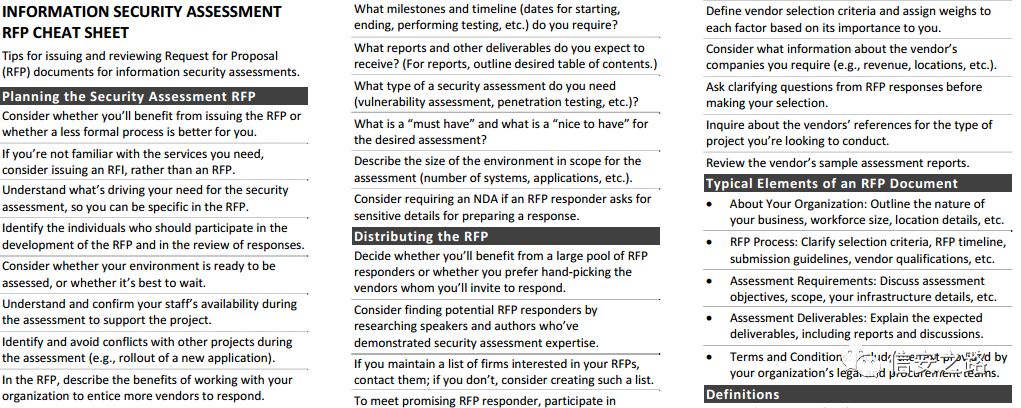 INFORMATION SECURITY ASSESSMENT
RFP CHEAT SHEET
Tips for issuing and reviewing Request for Proposal
(RFP) documents for information security assessments.
Planning the Security Assessment RFP
Consider whether you'll benefit from issuing the RFP or
whether a less formal process is better for you.
If you're not familiar with the services you need,
consider issuing an RFI, rather than an RFP.
Understand what's driving your need for the security
assessment, so you can be specific in the RFP.
Identify the individuals who should participate in the
development of the RFP and in the review of responses.
Consider whether your environment is ready to be
assessed, or whether it's best to wait.
Understand and confirm your staff's availability during
the assessment to support the project.
Identify and avoid conflicts with other projects during
the assessment (e.g., rollout of a new application).
In the RFP, describe the benefits of working with your
organization to entice more vendors to respond.
What milestones and timeline (dates for starting,
ending, performing testing, etc.) do you require?
What reports and other deliverables do you expect to
receive? (For reports, outline desired table of contents.)
What type of a security assessment do you need
(vulnerability assessment, penetration testing, etc.)?
What is a "must have" and what is a "nice to have" for
the desired assessment?
Describe the size of the environment in scope for the
assessment (number of systems, applications, etc.).
Consider requiring an NDA if an RFP responder asks for
sensitive details for preparing a response.
Distributing the RFP
Decide whether you'll benefit from a large pool of RFP
responders or whether you prefer hand-picking the
vendors whom you'll invite to respond.
Consider finding potential RFP responders by
researching speakers and authors who've
demonstrated security assessment expertise.
If you maintain a list of firms interested in your RFPs,
contact them; if you don't, consider creating such a list.
To meet promising RFP responder, participate in
Define vendor selection criteria and assign weighs to
each factor based on its importance to you.
Consider what information about the vendor's
companies you require (e.g., revenue, locations, etc.).
Ask clarifying questions from RFP responses before
making your selection.
Inquire about the vendors' references for the type of
project you're looking to conduct.
Review the vendor's sample assessment reports.
Typical Elements of an RFP Document
• About Your Organization: Outline the nature of
your business, workforce size, location details, etc.
• RFP Process: Clarify selection criteria, RFP timeline,
submission guidelines, vendor qualifications, etc.
• Assessment Requirements: Discuss assessment
objectives, scope, your infrastructure details, etc.
• Assessment Deliverables: Explain the expected
deliverables, including reports and discussions.
• Terms and Condition by
your organization's legal and procurement teams.
信安之路
Definitions